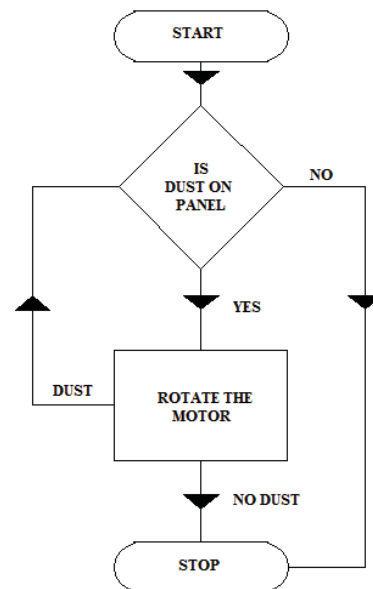 START
IS
DUST ON
PANEL
NO
YES
DUST
ROTATE THE
MOTOR
NO DUST
STOP